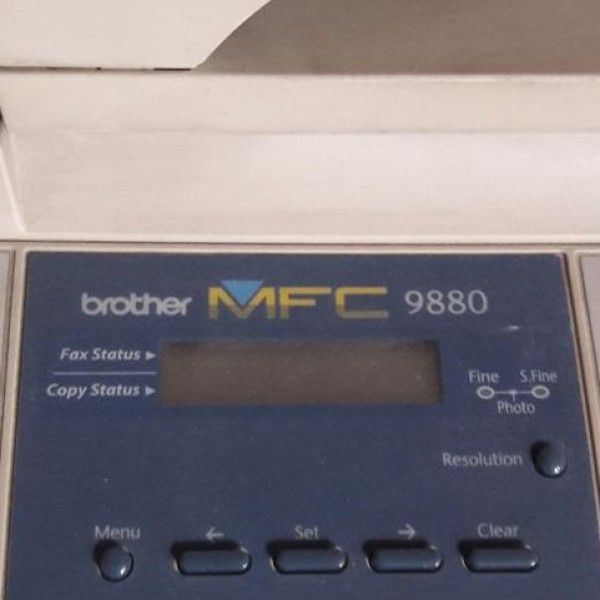 brother MFC 9880
Fax Status ▶
Copy Status ▶
Fine S.Fine
Photo
Resolution
Menu ← Set → Clear